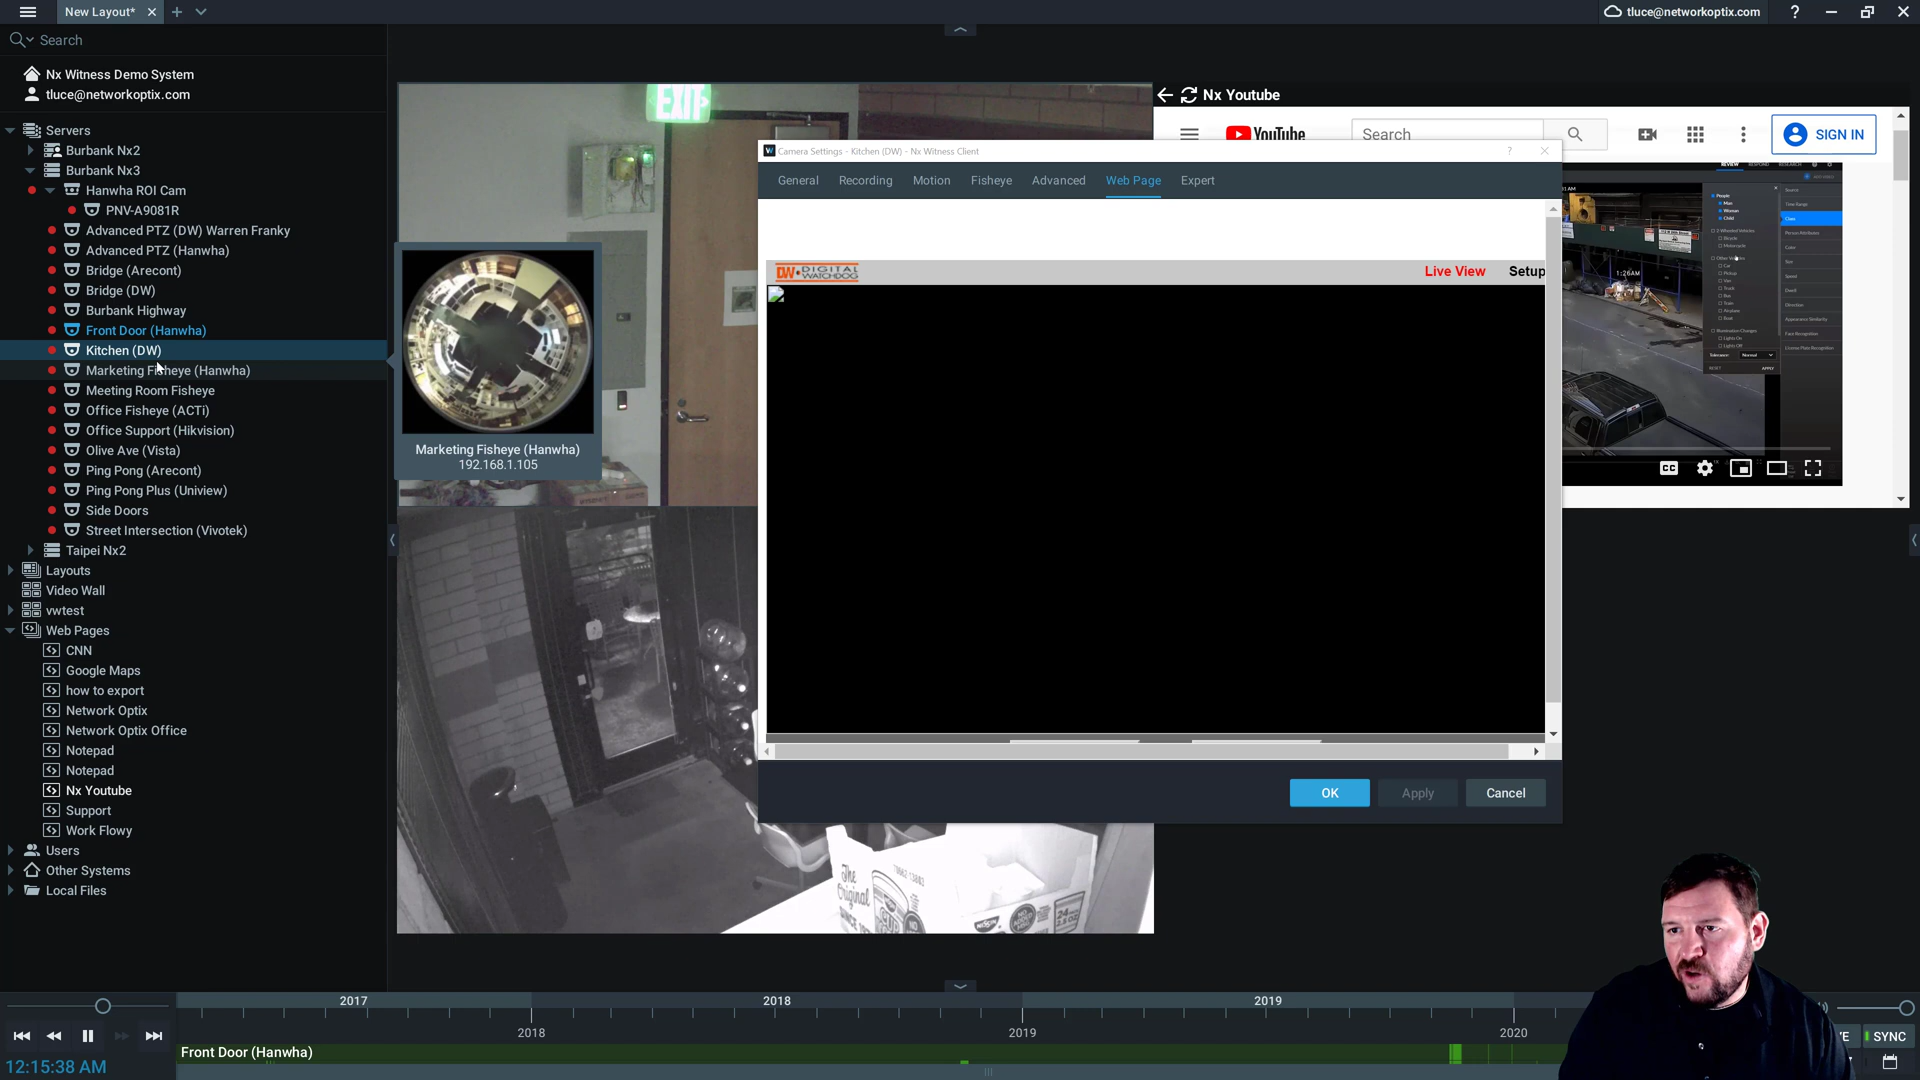 New Layout*
tluce@networkoptix.com
?
Search
Nx Witness Demo System
tluce@networkoptix.com
Servers
Burbank Nx2
Burbank Nx3
Hanwha ROI Cam
PNV-A9081R
Advanced PTZ (DW) Warren Franky
Advanced PTZ (Hanwha)
Bridge (Arecont)
Bridge (DW)
Burbank Highway
Front Door (Hanwha)
Kitchen (DW)
Marketing Fisheye (Hanwha)
Meeting Room Fisheye
Office Fisheye (ACTi)
Office Support (Hikvision)
Olive Ave (Vista)
Ping Pong (Arecont)
Ping Pong Plus (Uniview)
Side Doors
Street Intersection (Vivotek)
Taipei Nx2
Layouts
Video Wall
vwtest
Web Pages
CNN
Google Maps
how to export
Network Optix
Network Optix Office
Notepad
Notepad
Nx Youtube
Support
Work Flowy
Users
Other Systems
Local Files
EXIT
Marketing Fisheye (Hanwha)
192.168.1.105
Nx Youtube
YouTube
Search
SIGN IN
Camera Settings - Kitchen (DW) - Nx Witness Client
?
General Recording Motion Fisheye Advanced Web Page Expert
DW DIGITAL WATCHDOG
Live View Setup
OK Apply Cancel
1:26AM
CC
The Original
2017 2018 2019
2018 2019 2020
Front Door (Hanwha)
12:15:38 AM
SYNC